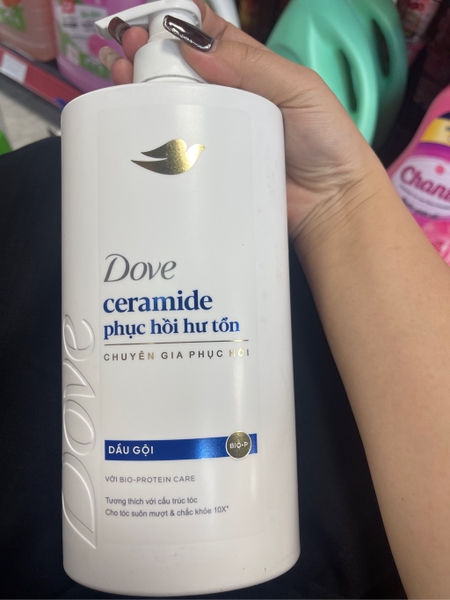 Dove
ceramide
phục hồi hư tổn
CHUYÊN GIA PHỤC HỒI
Dove
DẦU GỘI
BIO-P
VỚI BIO-PROTEIN CARE
Tương thích với cấu trúc tóc
Cho tóc suôn mượt & chắc khỏe 10X*